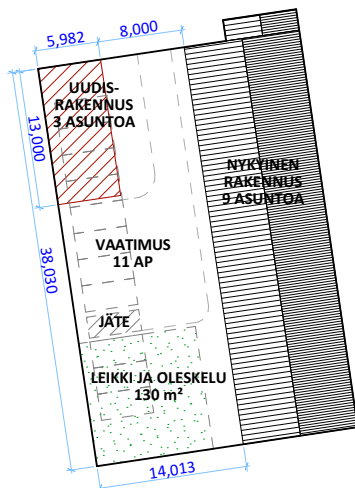 5,982
8,000
UUDIS-
RAKENNUS
3 ASUNTOA
13,000
NYKYINEN
RAKENNUS
9 ASUNTOA
VAATIMUS
11 AP
38,030
JÄTE
LEIKKI JA OLESKELU
130 m²
14,013